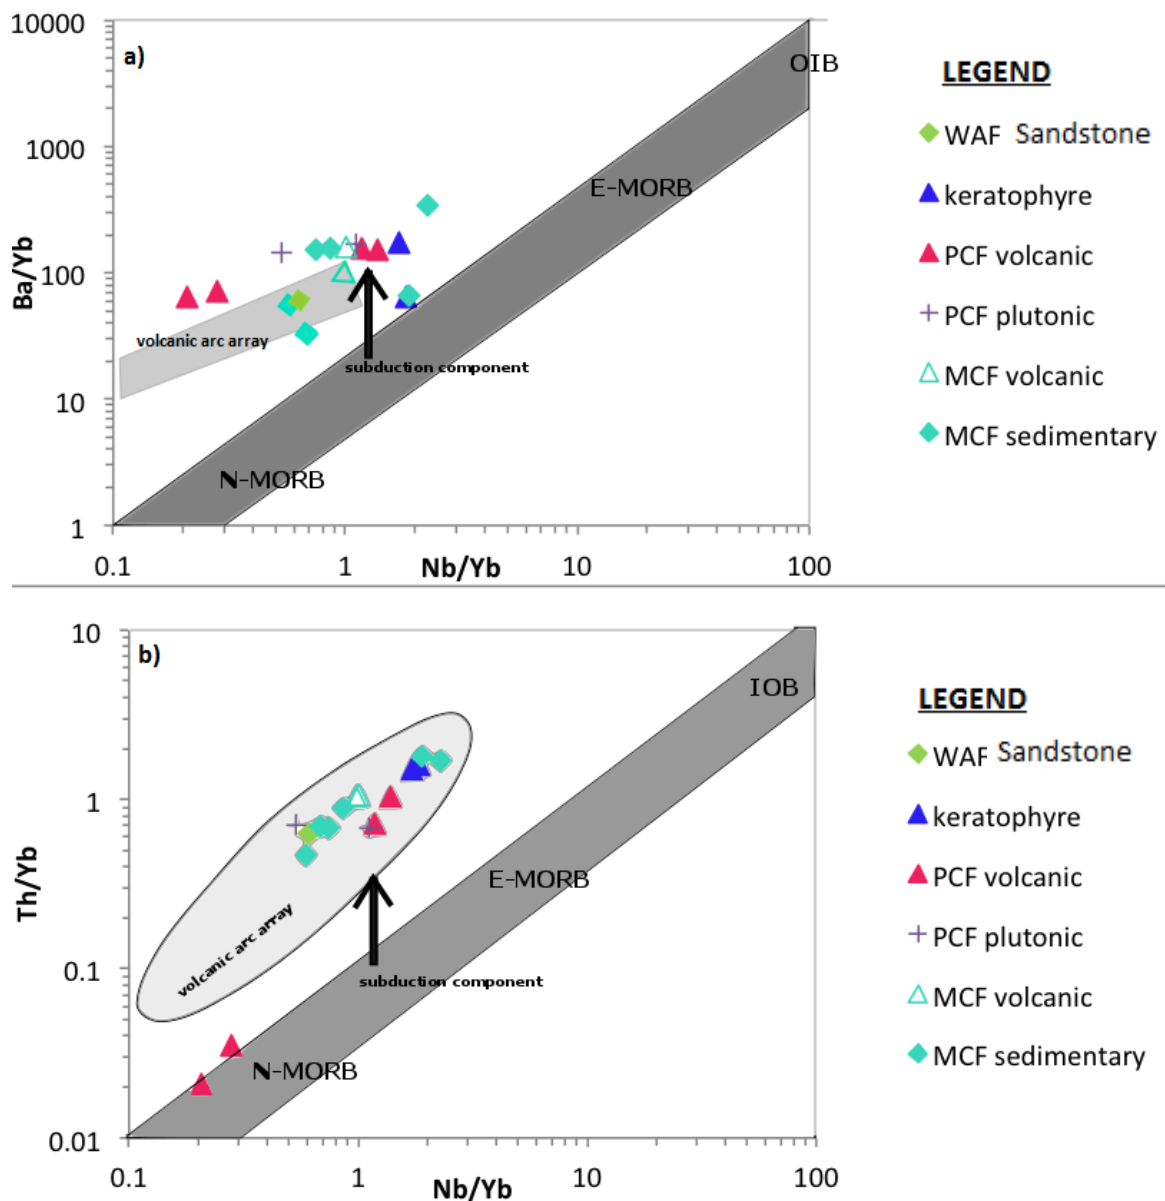 10000
1000
100
10
1
Ba/Yb
a)
OIB
E-MORB
volcanic arc array
subduction component
N-MORB
0.1 1 10 100
Nb/Yb
LEGEND
WAF Sandstone
keratophyre
PCF volcanic
PCF plutonic
MCF volcanic
MCF sedimentary
10
1
0.1
0.01
Th/Yb
b)
IOB
E-MORB
volcanic arc array
subduction component
N-MORB
0.1 1 10 100
Nb/Yb
LEGEND
WAF Sandstone
keratophyre
PCF volcanic
PCF plutonic
MCF volcanic
MCF sedimentary